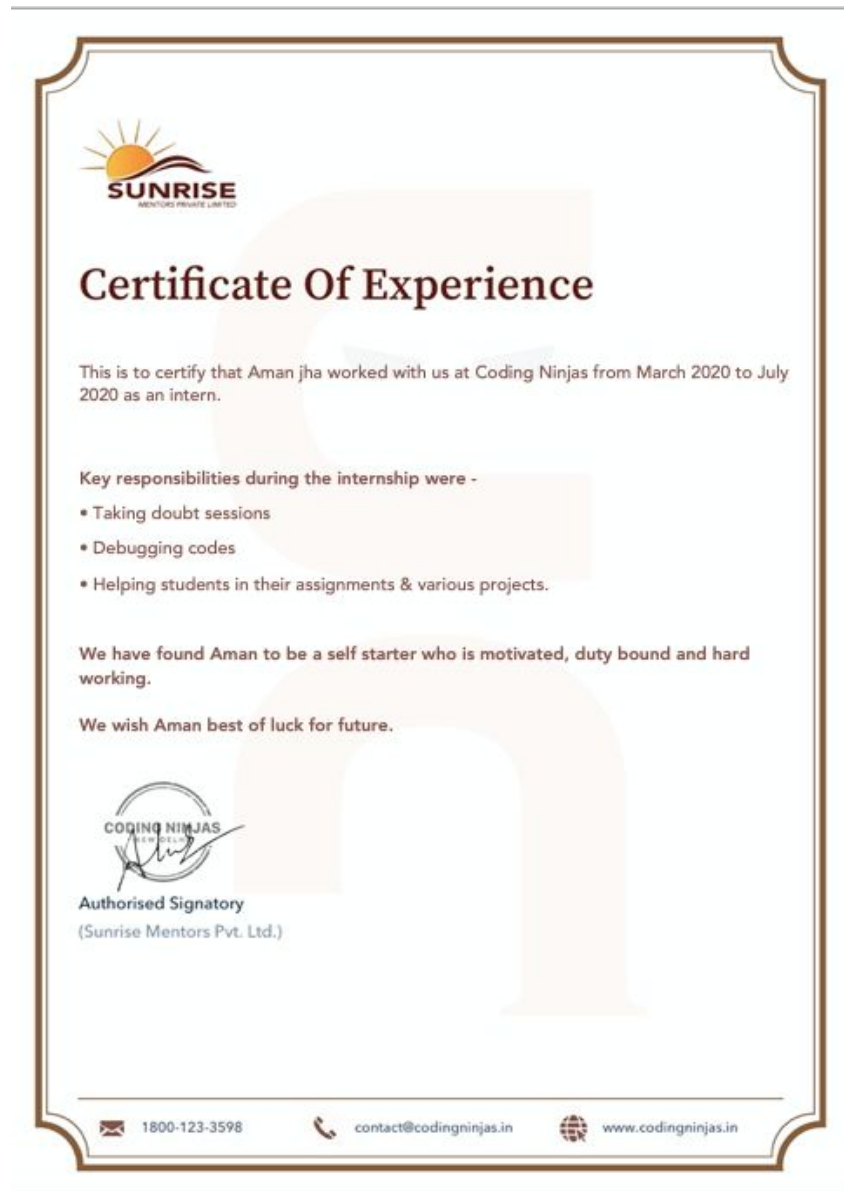 SUNRISE
MENTORS PRIVATE LIMITED
Certificate Of Experience
This is to certify that Aman jha worked with us at Coding Ninjas from March 2020 to July
2020 as an intern.
Key responsibilities during the internship were -
• Taking doubt sessions
• Debugging codes
• Helping students in their assignments & various projects.
We have found Aman to be a self starter who is motivated, duty bound and hard
working.
We wish Aman best of luck for future.
CODING NINJAS
NEW DELHI
Authorised Signatory
(Sunrise Mentors Pvt. Ltd.)
1800-123-3598 contact@codingninjas.in www.codingninjas.in